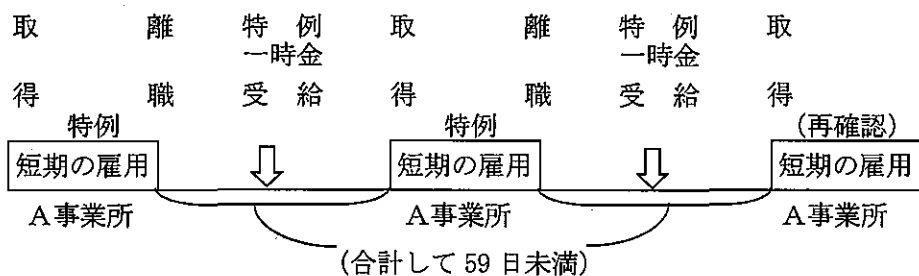 取 離 特例 取 離 特例 取
一時金 一時金
得 職 受給 得 職 受給 得
特例 特例 (再確認)
短期の雇用 短期の雇用 短期の雇用
A事業所 A事業所 A事業所
(合計して 59 日未満)